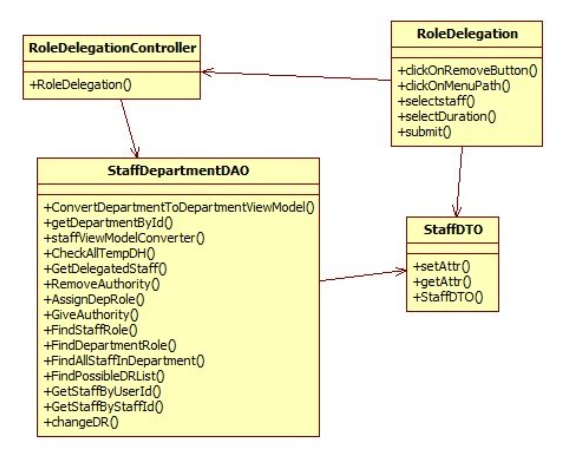 RoleDelegationController
+RoleDelegation()
RoleDelegation
+clickOnRemoveButton()
+clickOnMenuPath()
+selectstaff()
+selectDuration()
+submit()
StaffDepartmentDAO
+ConvertDepartmentToDepartmentViewModel()
+getDepartmentById()
+staffViewModelConverter()
+CheckAllTempDH()
+GetDelegatedStaff()
+RemoveAuthority()
+AssignDepRole()
+GiveAuthority()
+FindStaffRole()
+FindDepartmentRole()
+FindAllStaffInDepartment()
+FindPossibleDRList()
+GetStaffByUserId()
+GetStaffByStaffId()
+changeDR()
StaffDTO
+setAttr()
+getAttr()
+StaffDTO()